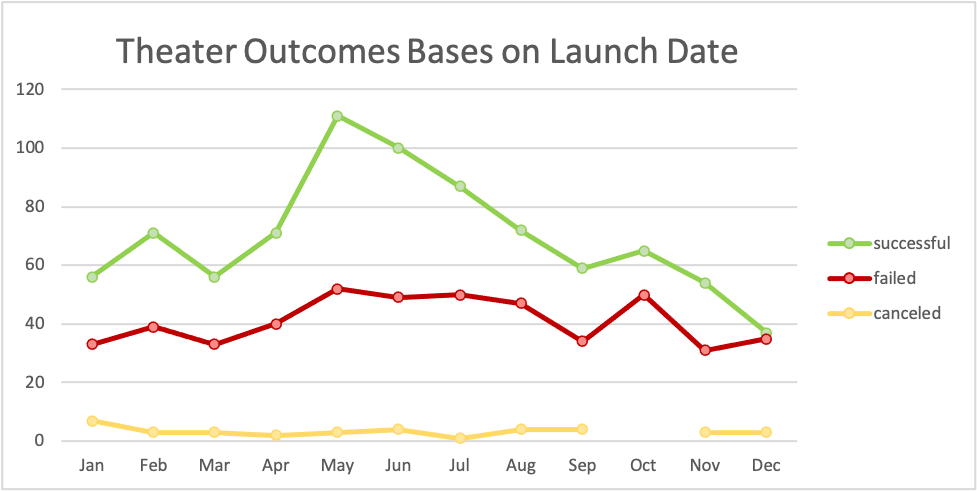 Theater Outcomes Bases on Launch Date
120
100
80
60
40
20
0
Jan Feb Mar Apr May Jun Jul Aug Sep Oct Nov Dec
successful
failed
canceled